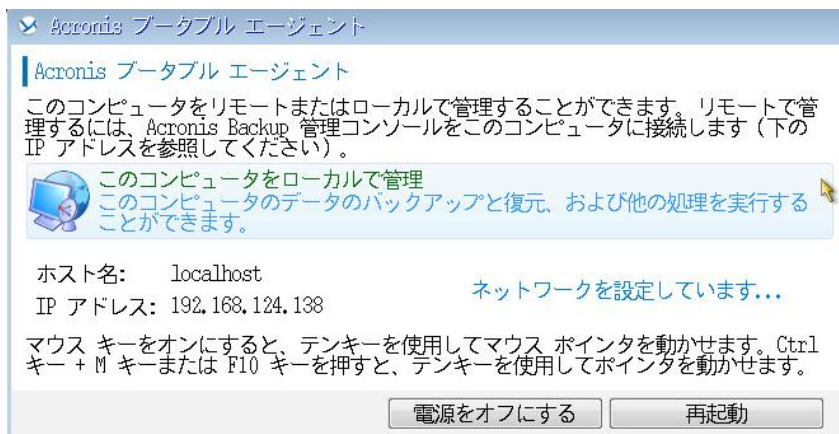 Acronis ブータブル エージェント
Acronis ブータブル エージェント
このコンピュータをリモートまたはローカルで管理することができます。リモートで管
理するには、Acronis Backup 管理コンソールをこのコンピュータに接続します（下の
IP アドレスを参照してください）。
このコンピュータをローカルで管理
このコンピュータのデータのバックアップと復元、および他の処理を実行する
ことができます。
ホスト名: localhost
ネットワークを設定しています...
IP アドレス: 192.168.124.138
マウス キーをオンにすると、テンキーを使用してマウス ポインタを動かせます。Ctrl
キー + M キーまたは F10 キーを押すと、テンキーを使用してポインタを動かせます。
電源をオフにする 再起動